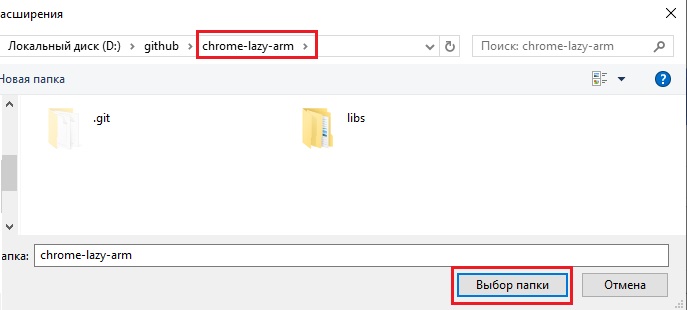 асширения
Локальный диск (D:) github chrome-lazy-arm Поиск: chrome-lazy-arm
Новая папка ?
.git libs
апка: chrome-lazy-arm
Выбор папки Отмена